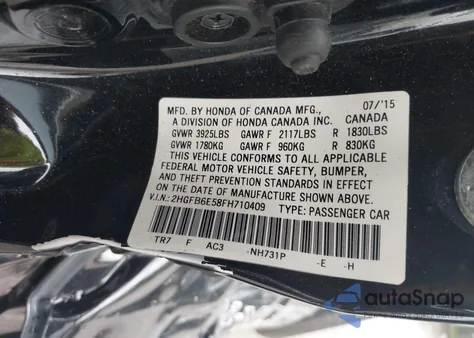 MFD. BY HONDA OF CANADA MFG., 07/'15
A DIVISION OF HONDA CANADA INC. CANADA
GVWR 3925LBS GAWR F 2117LBS R 1830LBS
GVWR 1780KG GAWR F 960KG R 830KG
THIS VEHICLE CONFORMS TO ALL APPLICABLE
FEDERAL MOTOR VEHICLE SAFETY, BUMPER,
AND THEFT PREVENTION STANDARDS IN EFFECT
ON THE DATE OF MANUFACTURE SHOWN ABOVE.
V.I.N.: 2HGFB6E58FH710409 TYPE: PASSENGER CAR
TR7 F AC3 -NH731P -E -H
autoSnap